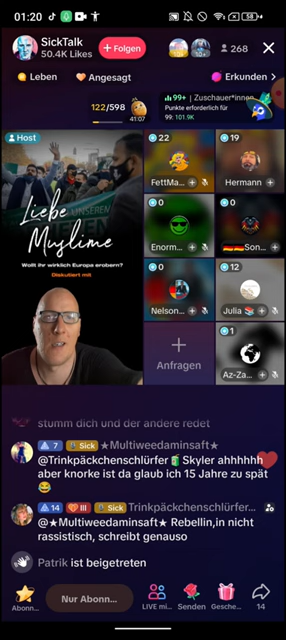 01:20
58
SickTalk
50.4K Likes
+ Folgen
268
Leben
Angesagt
Erkunden >
122/598
41:07
99+ | Zuschauer*innen
Punkte erforderlich für
99: 101.9K
Host
Liebe
Muslime
Wollt ihr wirklich Europa erobern?
Diskutiert mit
22
FettMa...
19
Hermann
0
Enorm...
0
Son...
0
Nelson...
12
Julia
Anfragen
1
Az-Za...
stumm dich und der andere redet
7 Sick ★Multiweedaminsaft★
@Trinkpäckchenschlürfer Skyler ahhhhhh
aber knorke ist da glaub ich 15 Jahre zu spät
14 III Sick Trinkpäckchenschlürfer...
@★Multiweedaminsaft★ Rebellin,in nicht
rassistisch, schreibt genauso
Patrik ist beigetreten
Abonn...
Nur Abonn...
LIVE mi...
Senden
Gesche...
14